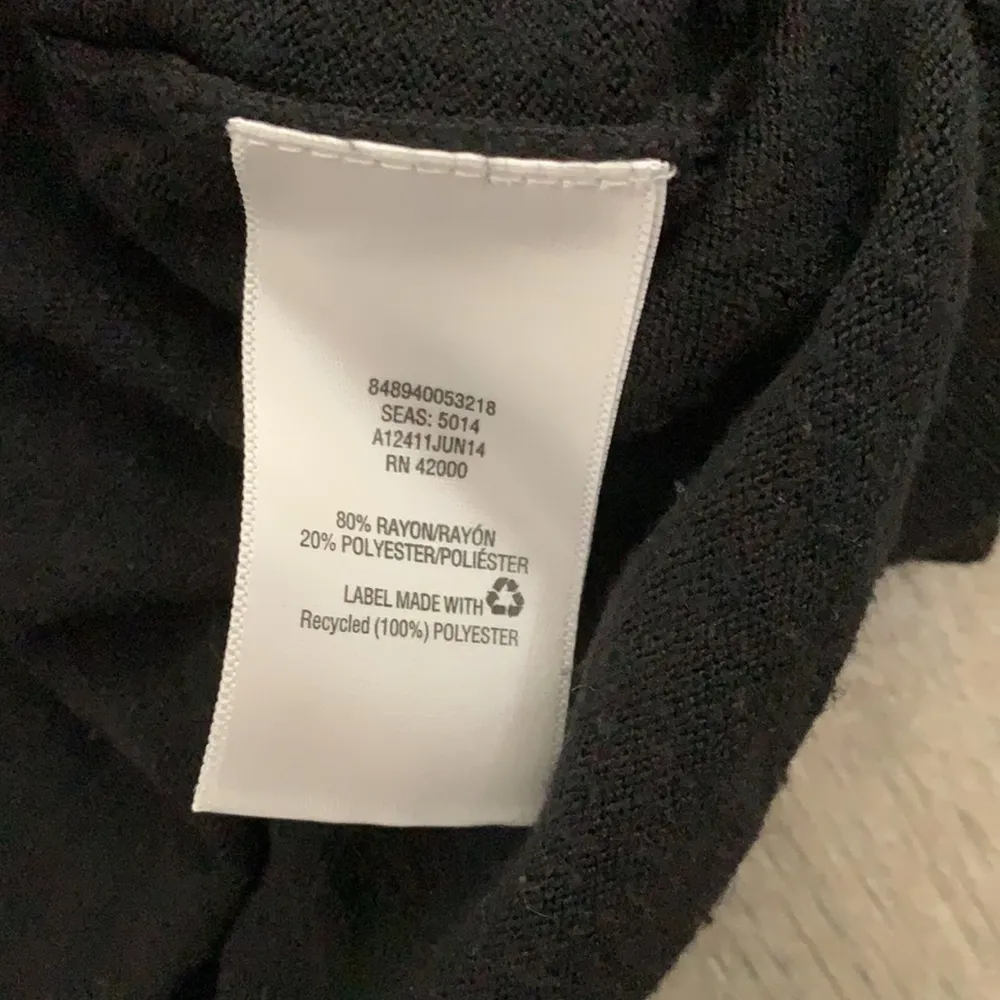 848940053218
SEAS: 5014
A12411JUN14
RN 42000
80% RAYON/RAYÓN
20% POLYESTER/POLIÉSTER
LABEL MADE WITH
Recycled (100%) POLYESTER